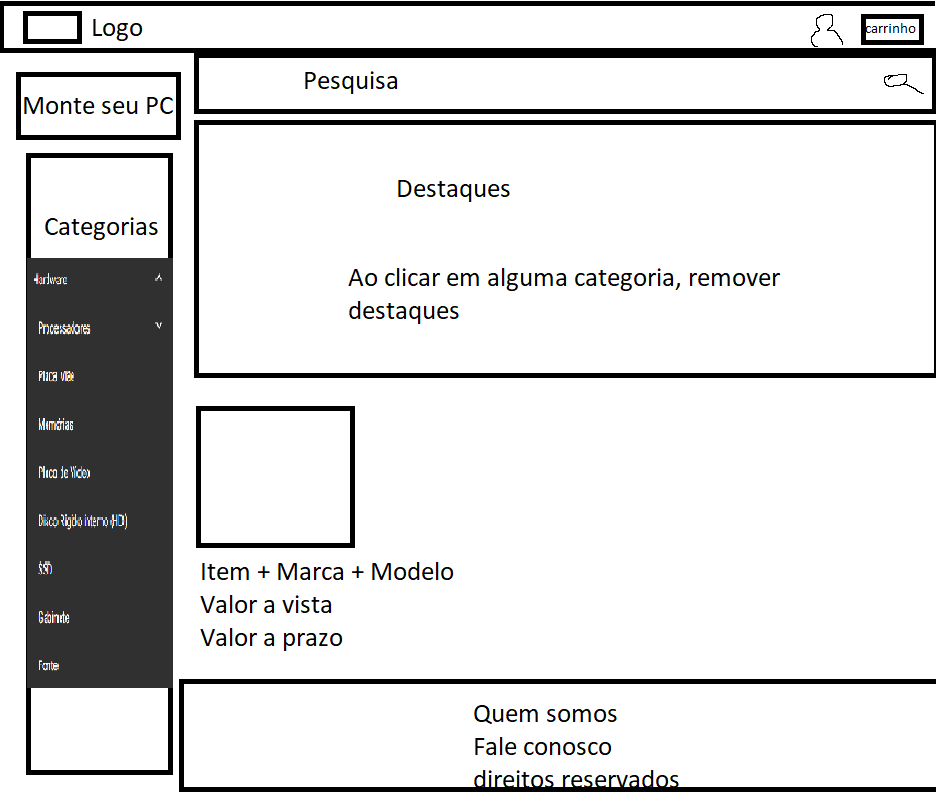 Logo
carrinho
Pesquisa
Monte seu PC
Destaques
Ao clicar em alguma categoria, remover
destaques
Categorias
Hardware
Processadores
Placa Mãe
Memórias
Placa de Vídeo
Disco Rígido Interno (HD)
SSD
Gabinete
Fontes
Item + Marca + Modelo
Valor a vista
Valor a prazo
Quem somos
Fale conosco
direitos reservados